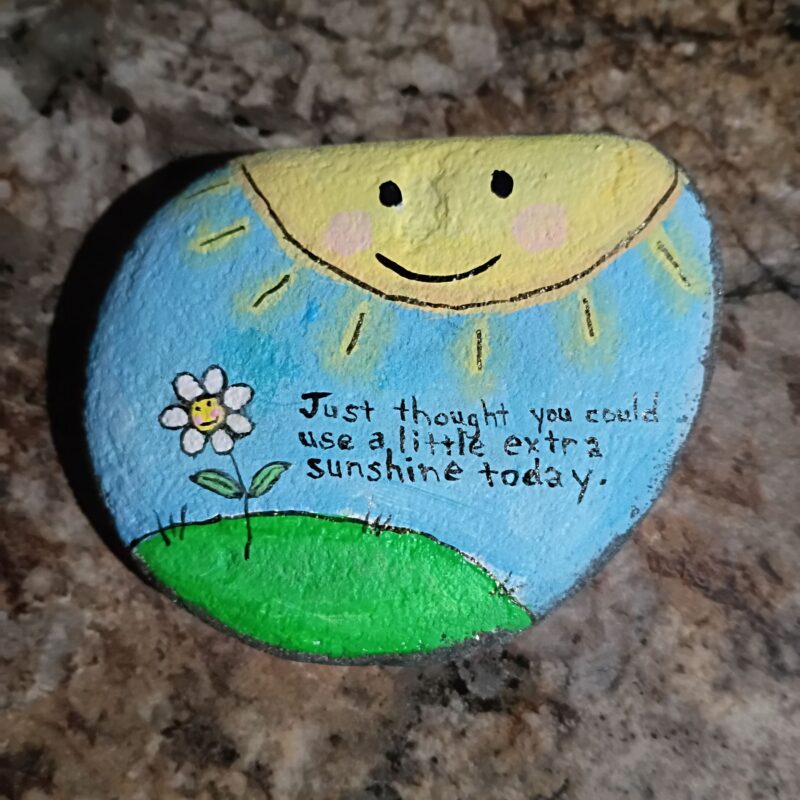 Just thought you could
use a little extra
sunshine today.